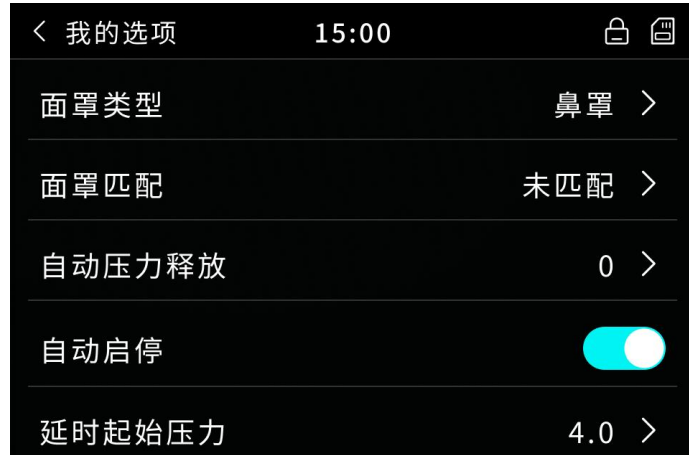 我的选项 15:00
面罩类型 鼻罩
面罩匹配 未匹配
自动压力释放 0
自动启停
延时起始压力 4.0